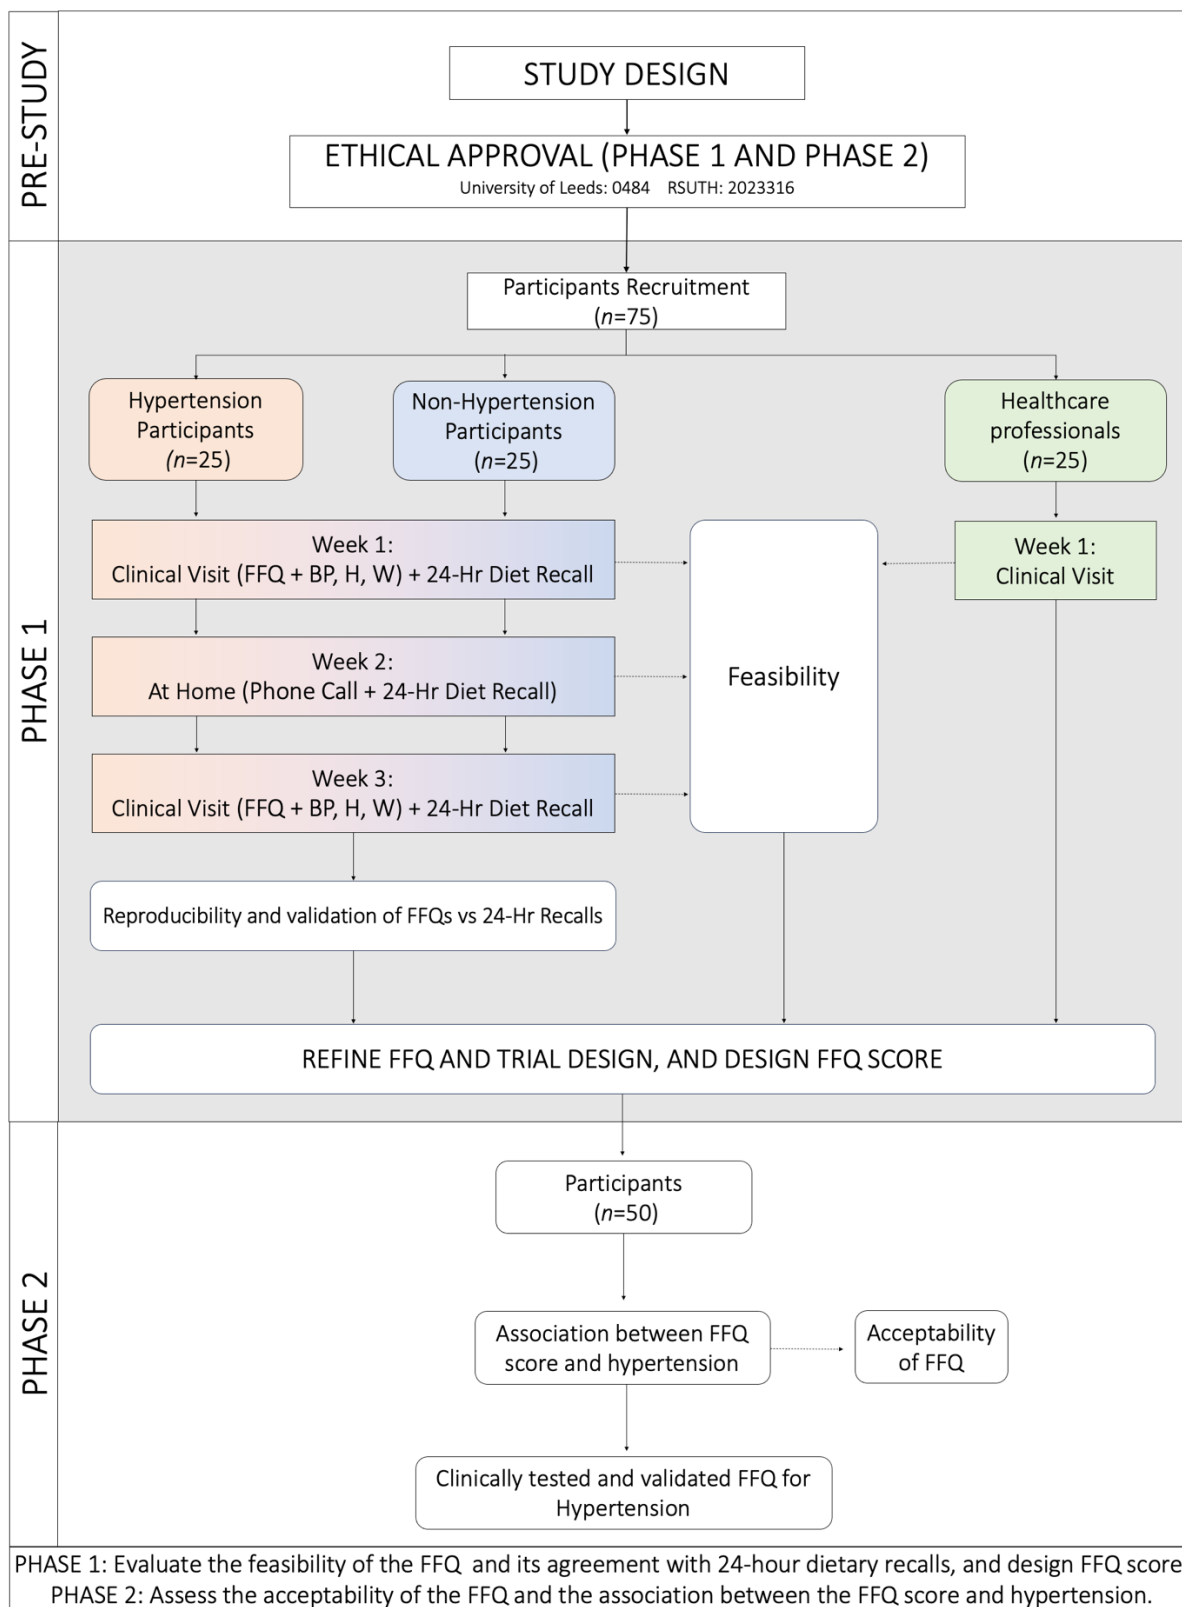 PRE-STUDY
STUDY DESIGN
ETHICAL APPROVAL (PHASE 1 AND PHASE 2)
University of Leeds: 0484 RSUTH: 2023316
PHASE 1
Participants Recruitment
(n=75)
Hypertension
Participants
(n=25)
Non-Hypertension
Participants
(n=25)
Healthcare
professionals
(n=25)
Week 1:
Clinical Visit (FFQ + BP, H, W) + 24-Hr Diet Recall
Week 1:
Clinical Visit
Week 2:
At Home (Phone Call + 24-Hr Diet Recall)
Feasibility
Week 3:
Clinical Visit (FFQ + BP, H, W) + 24-Hr Diet Recall
Reproducibility and validation of FFQs vs 24-Hr Recalls
REFINE FFQ AND TRIAL DESIGN, AND DESIGN FFQ SCORE
PHASE 2
Participants
(n=50)
Association between FFQ
score and hypertension
Acceptability
of FFQ
Clinically tested and validated FFQ for
Hypertension
PHASE 1: Evaluate the feasibility of the FFQ and its agreement with 24-hour dietary recalls, and design FFQ score
PHASE 2: Assess the acceptability of the FFQ and the association between the FFQ score and hypertension.